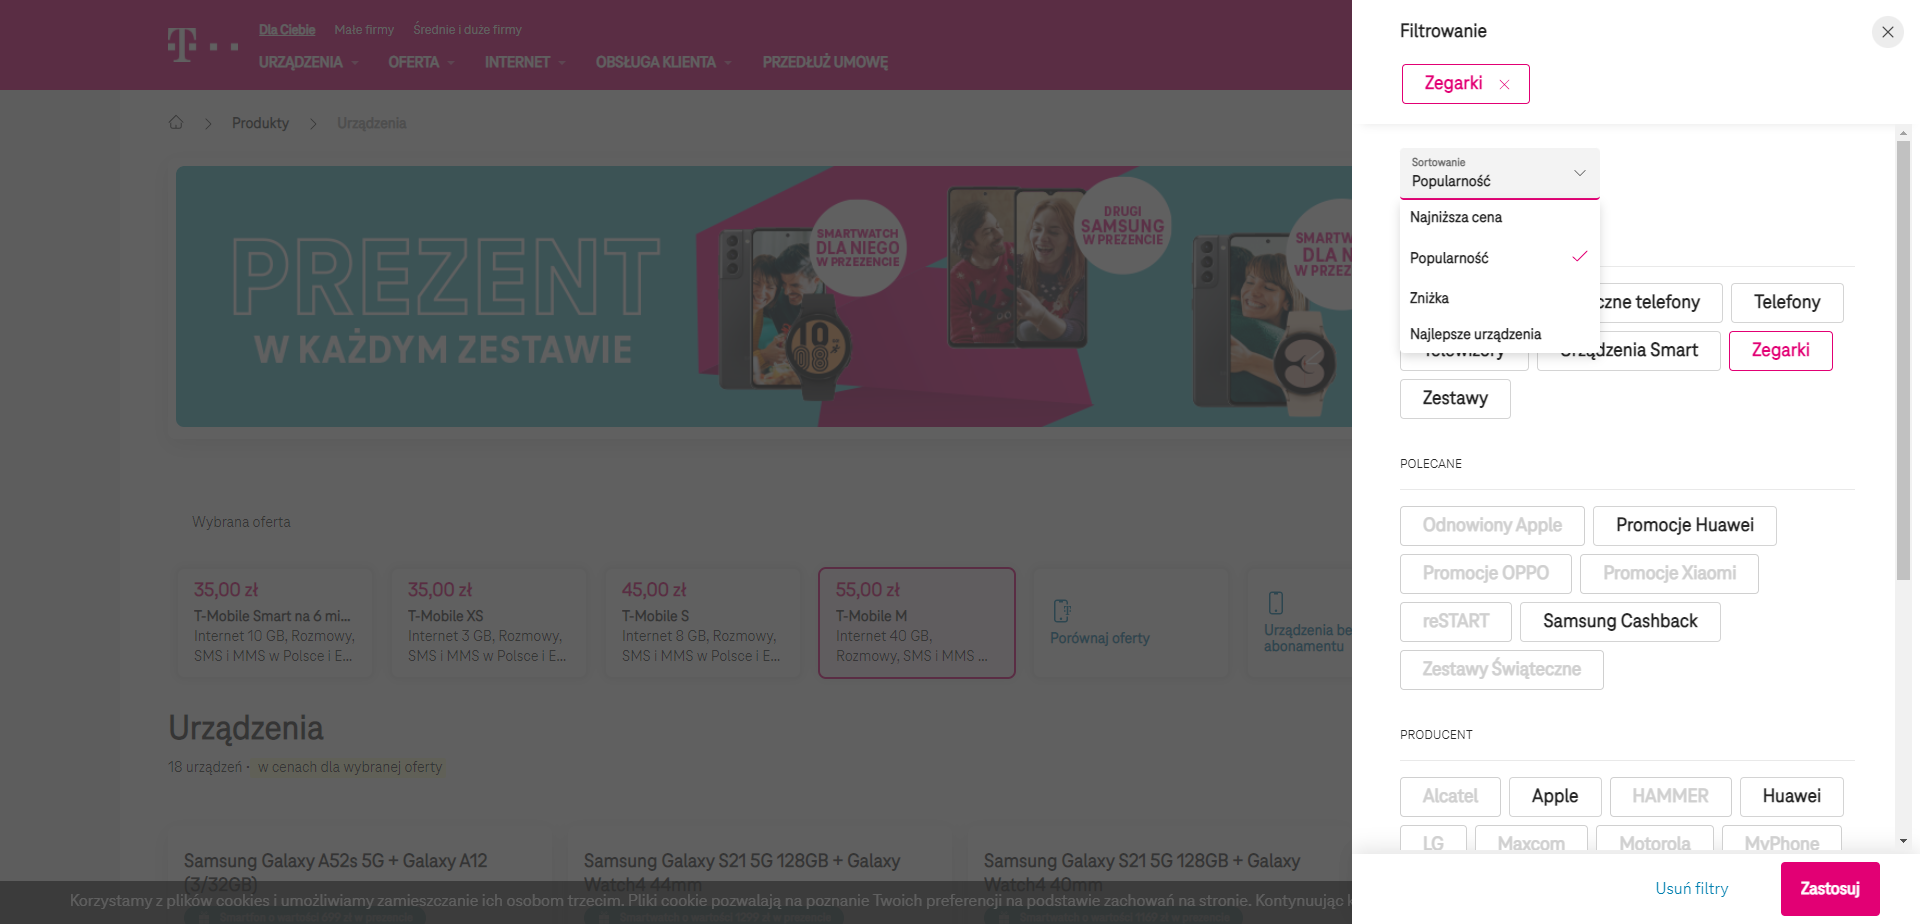 Dla Ciebie Małe firmy Średnie i duże firmy
URZĄDZENIA OFERTA INTERNET OBSŁUGA KLIENTA PRZEDŁUŻ UMOWĘ
Produkty Urządzenia
PREZENT
W KAŻDYM ZESTAWIE
SMARTWATCH
DLA NIEGO
W PRZEZENCIE
DRUGI
SAMSUNG
W PREZENCIE
SMARTW
DLA N
W PREZ
Wybrana oferta
35,00 zł
T-Mobile Smart na 6 mi...
Internet 10 GB, Rozmowy,
SMS i MMS w Polsce i E...
35,00 zł
T-Mobile XS
Internet 3 GB, Rozmowy,
SMS i MMS w Polsce i E...
45,00 zł
T-Mobile S
Internet 8 GB, Rozmowy,
SMS i MMS w Polsce i E...
55,00 zł
T-Mobile M
Internet 40 GB,
Rozmowy, SMS i MMS ...
Porównaj oferty
Urządzenia be
abonamentu
Urządzenia
18 urządzeń • w cenach dla wybranej oferty
Samsung Galaxy A52s 5G + Galaxy A12
(3/32GB)
Samsung Galaxy S21 5G 128GB + Galaxy
Watch4 44mm
Samsung Galaxy S21 5G 128GB + Galaxy
Watch4 40mm
Korzystamy z plików cookies i umożliwiamy zamieszczanie ich osobom trzecim. Pliki cookie pozwalają na poznanie Twoich preferencji na podstawie zachowań na stronie. Kontynuując k
Filtrowanie
Zegarki
Sortowanie
Popularność
Najniższa cena
Popularność
Zniżka
Najlepsze urządzenia
czne telefony
Telefony
Telewizory
Urządzenia Smart
Zegarki
Zestawy
POLECANE
Odnowiony Apple
Promocje Huawei
Promocje OPPO
Promocje Xiaomi
reSTART
Samsung Cashback
Zestawy Świąteczne
PRODUCENT
Alcatel
Apple
HAMMER
Huawei
LG
Maxcom
Motorola
MyPhone
Usuń filtry
Zastosuj